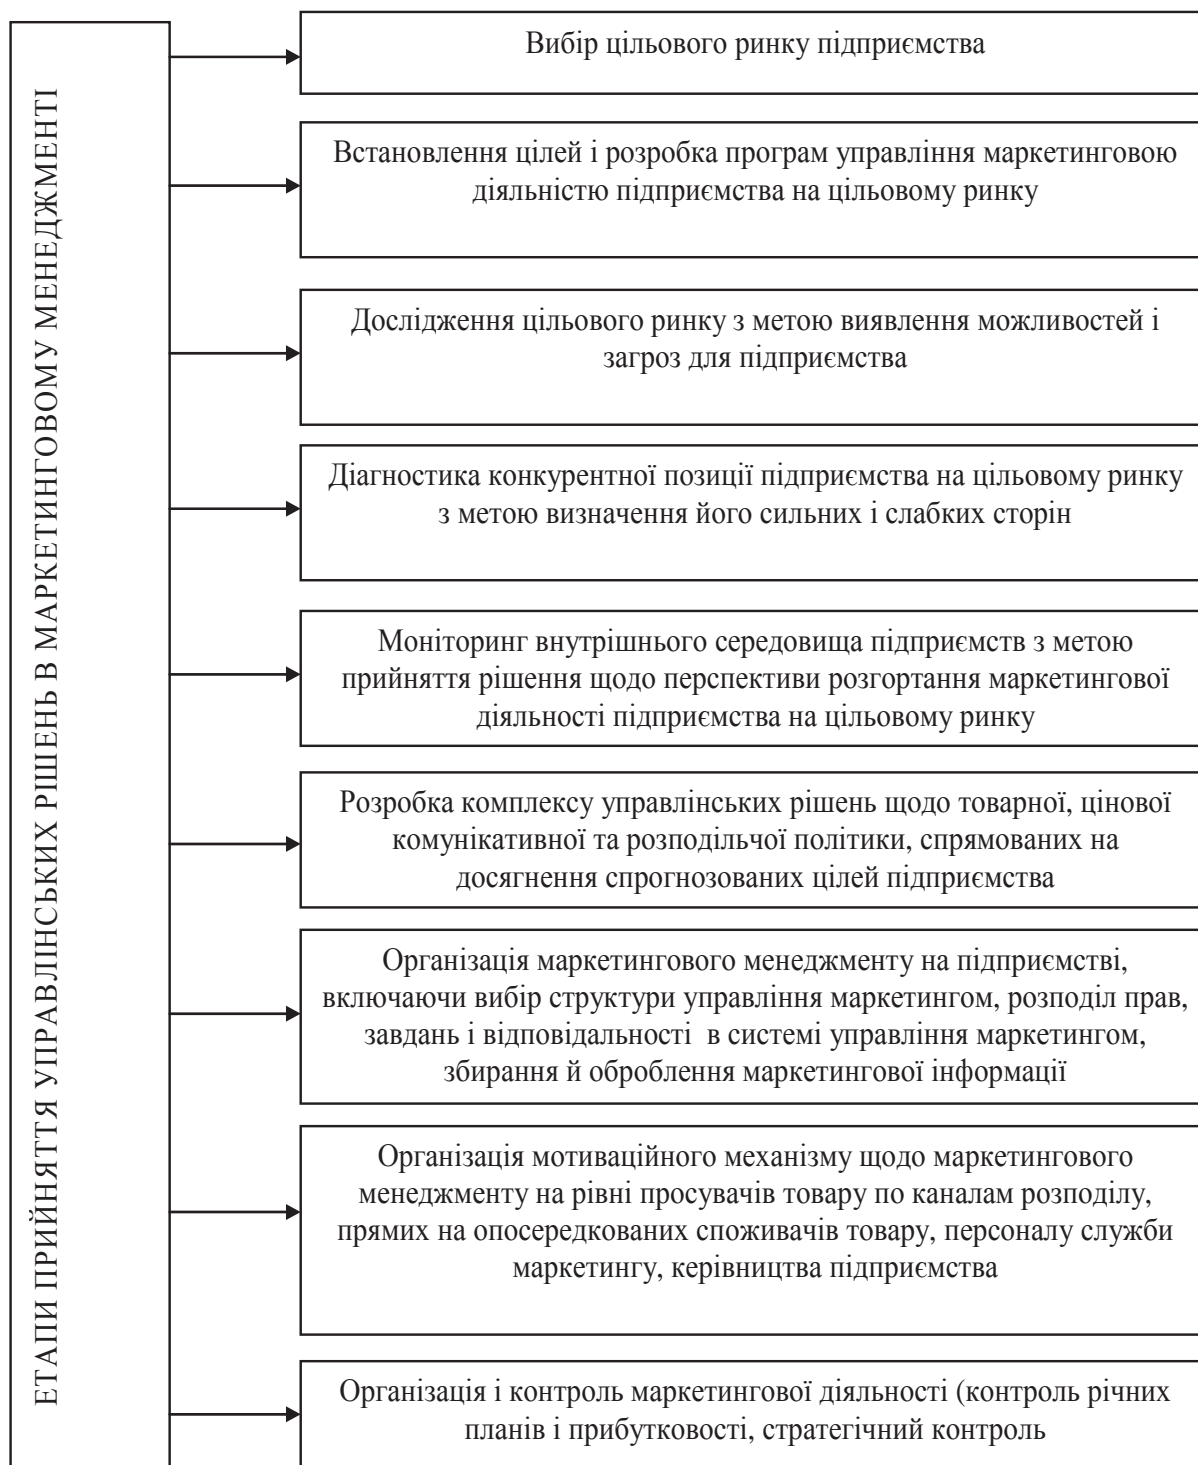 ЕТАПИ ПРИЙНЯТТЯ УПРАВЛІНСЬКИХ РІШЕНЬ В МАРКЕТИНГОВОМУ МЕНЕДЖМЕНТІ
Вибір цільового ринку підприємства
Встановлення цілей і розробка програм управління маркетинговою
діяльністю підприємства на цільовому ринку
Дослідження цільового ринку з метою виявлення можливостей і
загроз для підприємства
Діагностика конкурентної позиції підприємства на цільовому ринку
з метою визначення його сильних і слабких сторін
Моніторинг внутрішнього середовища підприємств з метою
прийняття рішення щодо перспективи розгортання маркетингової
діяльності підприємства на цільовому ринку
Розробка комплексу управлінських рішень щодо товарної, цінової
комунікативної та розподільчої політики, спрямованих на
досягнення спрогнозованих цілей підприємства
Організація маркетингового менеджменту на підприємстві,
включаючи вибір структури управління маркетингом, розподіл прав,
завдань і відповідальності в системі управління маркетингом,
збирання й оброблення маркетингової інформації
Організація мотиваційного механізму щодо маркетингового
менеджменту на рівні просувачів товару по каналам розподілу,
прямих на опосередкованих споживачів товару, персоналу служби
маркетингу, керівництва підприємства
Організація і контроль маркетингової діяльності (контроль річних
планів і прибутковості, стратегічний контроль